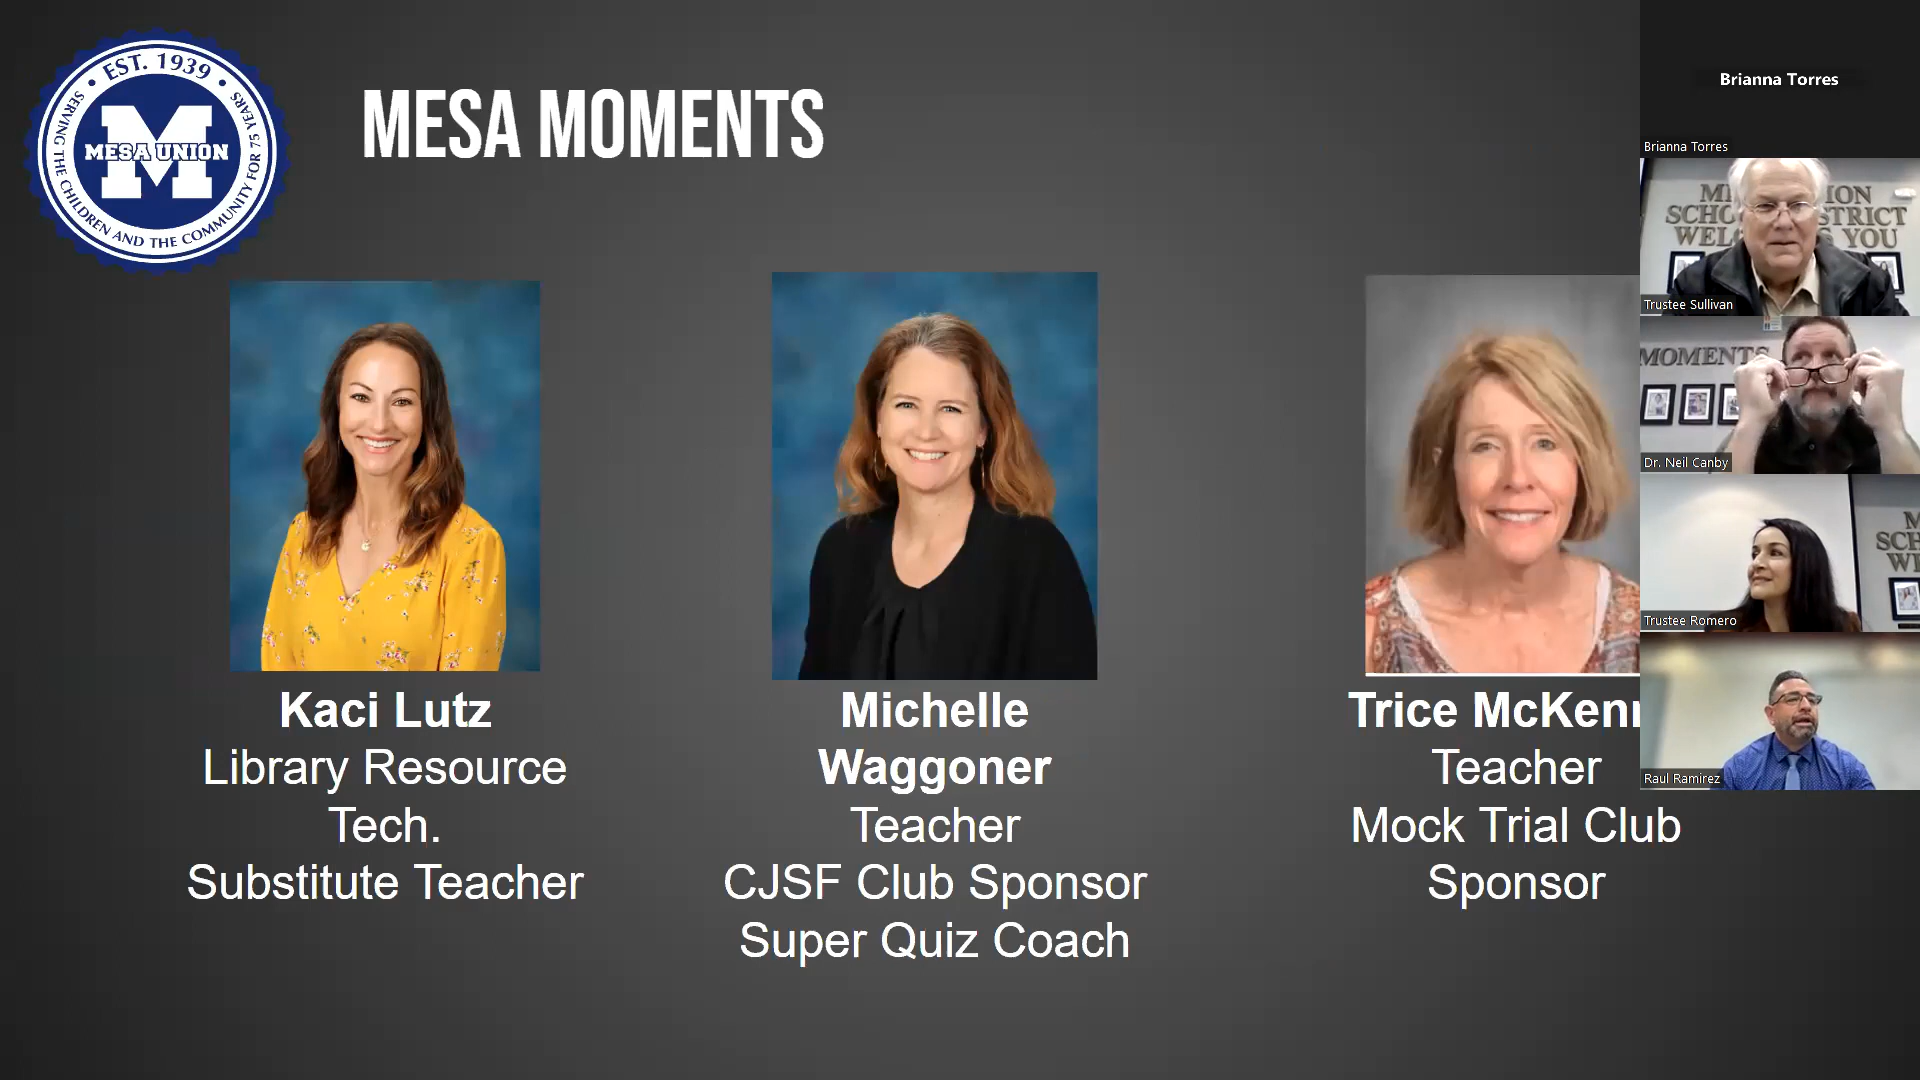 EST. 1939
SERVING THE CHILDREN AND THE COMMUNITY FOR 75 YEARS
M
MESA UNION
MESA MOMENTS
Kaci Lutz
Library Resource
Tech.
Substitute Teacher
Michelle
Waggoner
Teacher
CJSF Club Sponsor
Super Quiz Coach
Trice
Teacher
Mock Trial Club
Sponsor
Brianna Torres
Brianna Torres
YOU
Trustee Sullivan
MOMENTS
Dr. Neil Canby
Trustee Romero
Raul Ramirez